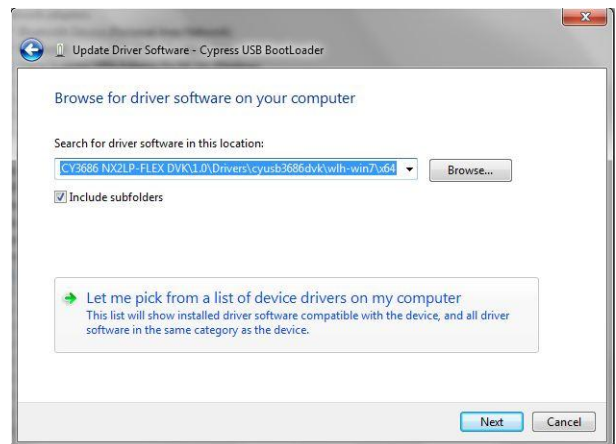 Update Driver Software - Cypress USB BootLoader
Browse for driver software on your computer
Search for driver software in this location:
CY3686 NX2LP-FLEX DVK\1.0\Drivers\cyusb3686dvk\wlh-win7\x64
Browse...
Include subfolders
Let me pick from a list of device drivers on my computer
This list will show installed driver software compatible with the device, and all driver
software in the same category as the device.
Next
Cancel